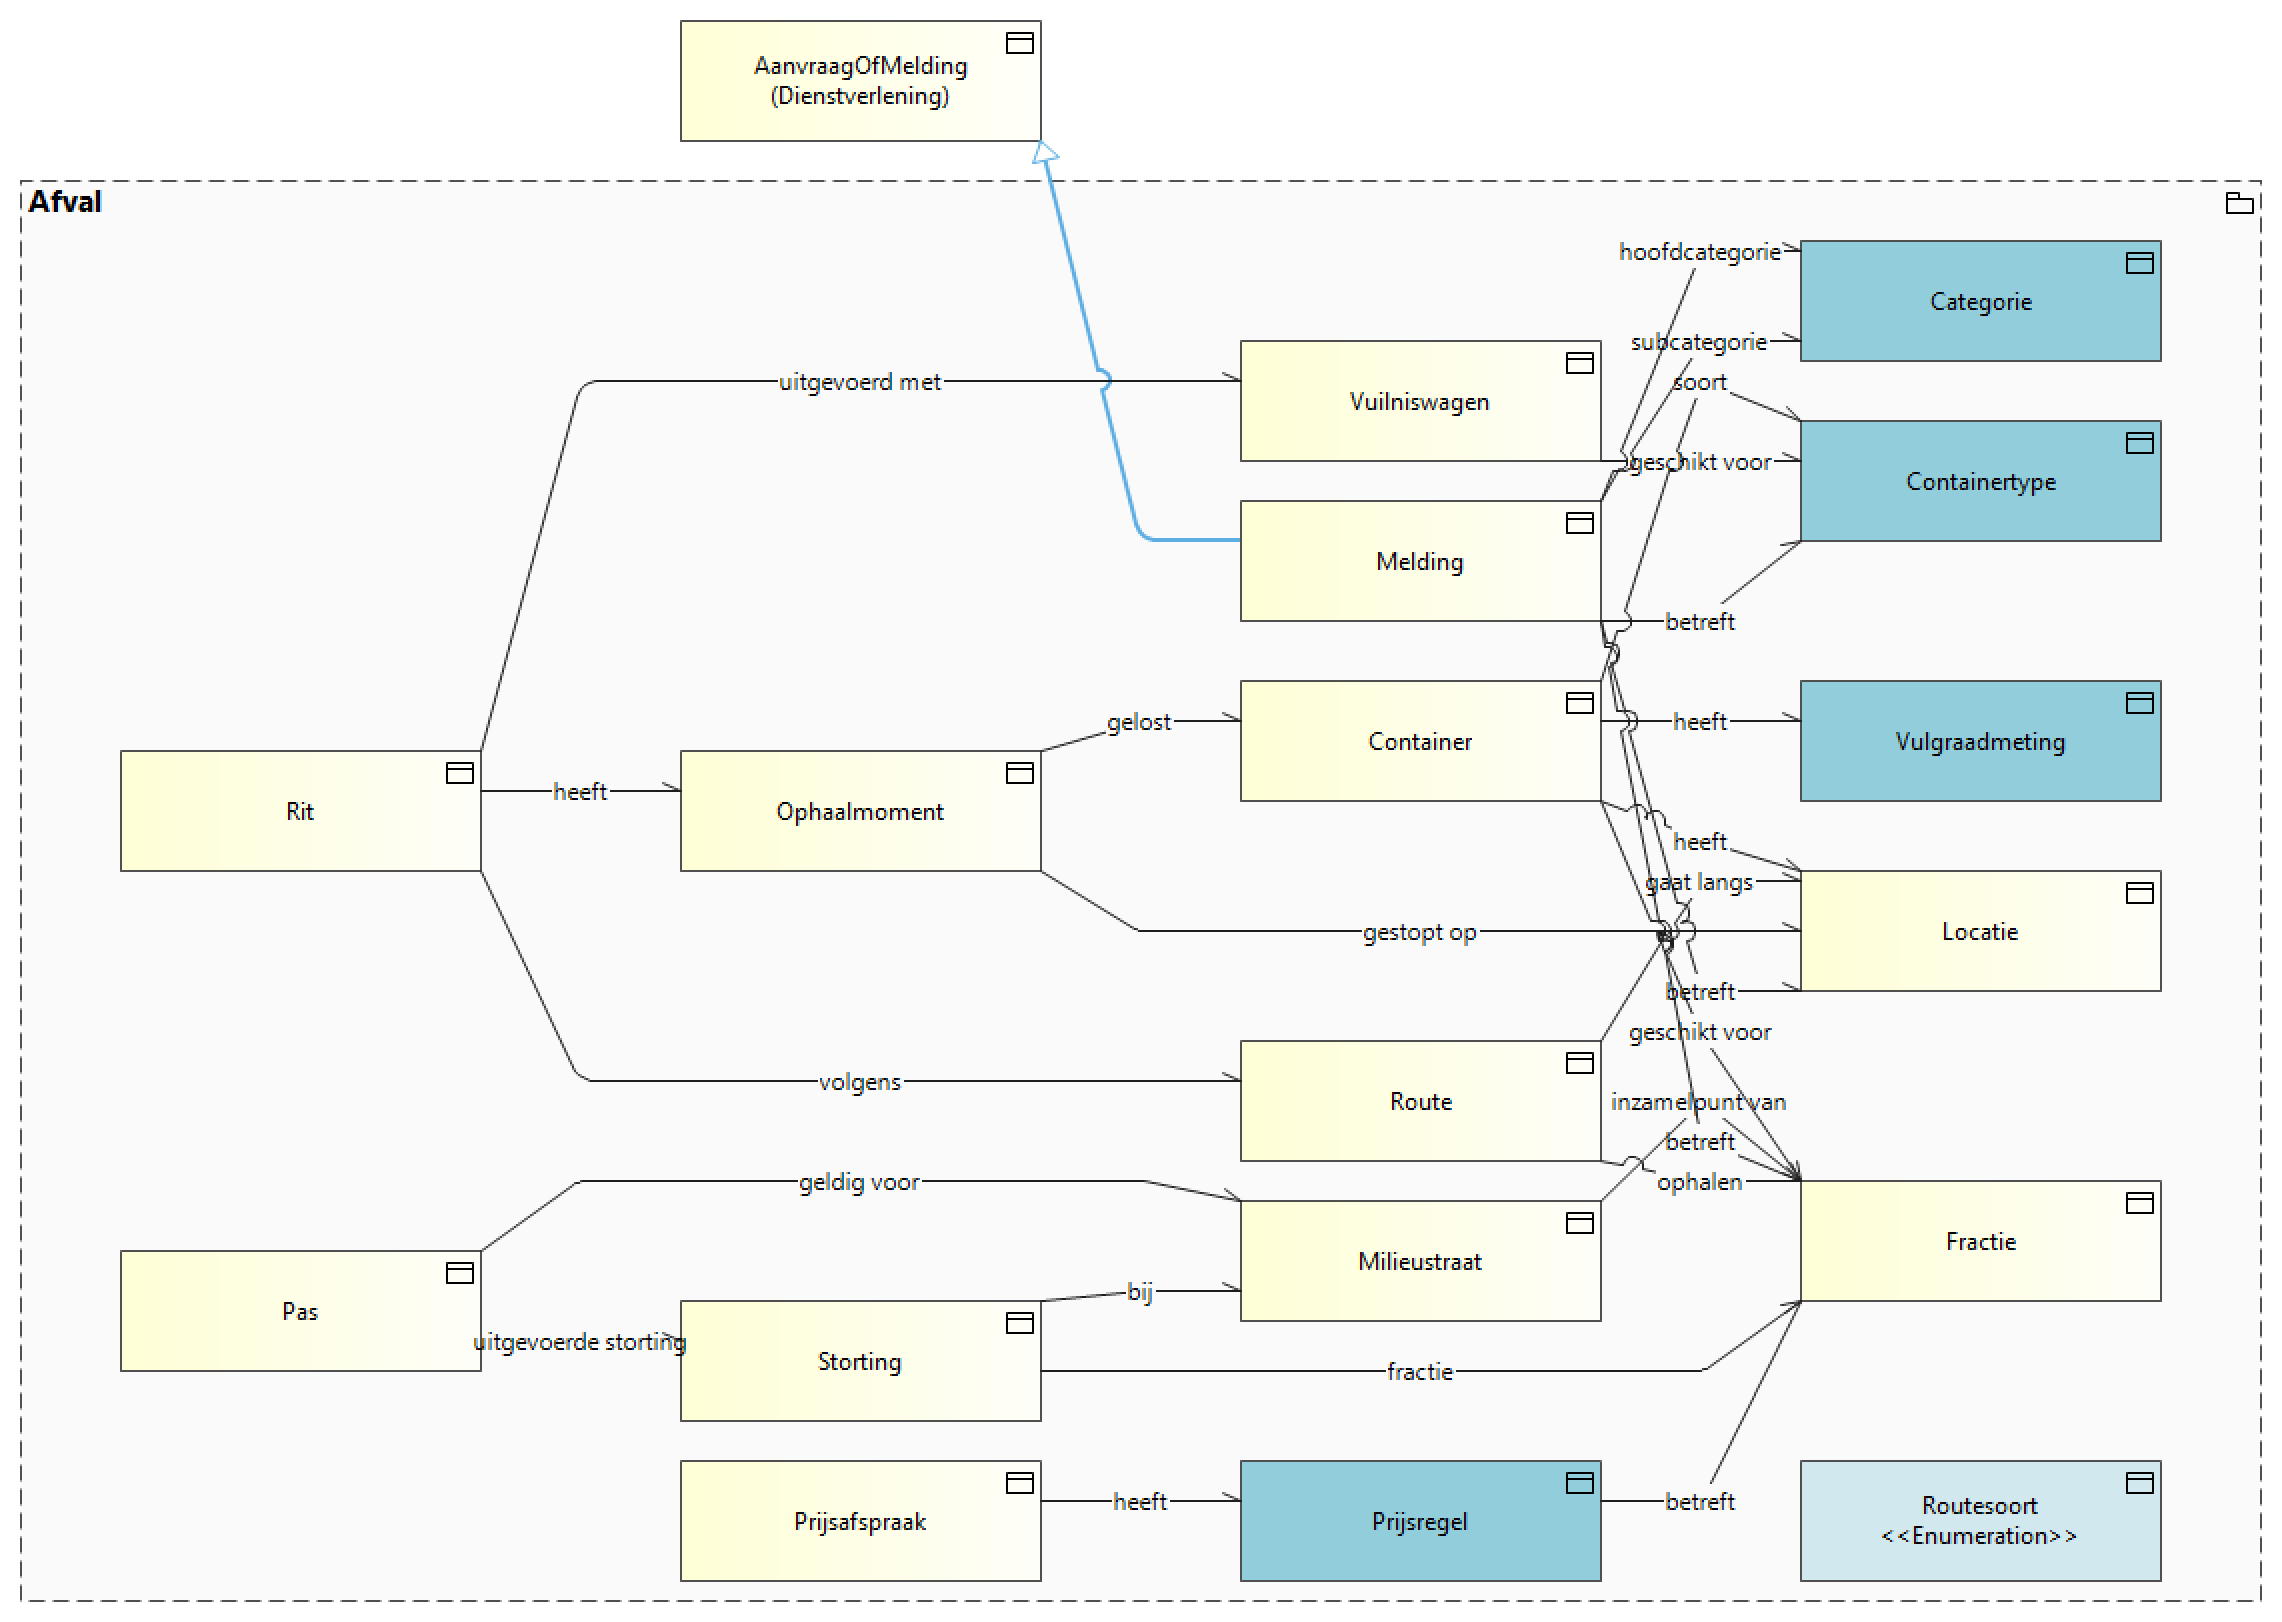 AanvraagOfMelding
(Dienstverlening)
Afval
hoofdcategorie
Categorie
subcategorie
uitgevoerd met
Vuilniswagen
soort
geschikt voor
Containertype
Melding
betreft
gelost
Container
heeft
Vulgraadmeting
Rit
heeft
Ophaalmoment
heeft
gaat langs
gestopt op
Locatie
betreft
geschikt voor
volgens
Route
inzamelpunt van
betreft
geldig voor
ophalen
Fractie
Milieustraat
Pas
bij
uitgevoerde storting
Storting
fractie
Prijsafspraak
heeft
Prijsregel
betreft
Routesoort
<<Enumeration>>